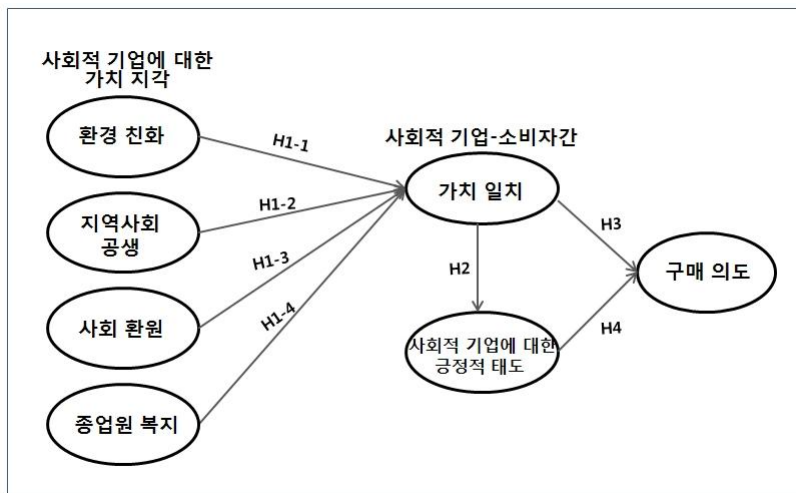 사회적 기업에 대한
가치 지각
환경 친화
지역사회
공생
사회 환원
종업원 복지
H1-1
H1-2
H1-3
H1-4
사회적 기업-소비자간
가치 일치
H2
사회적 기업에 대한
긍정적 태도
H3
H4
구매 의도